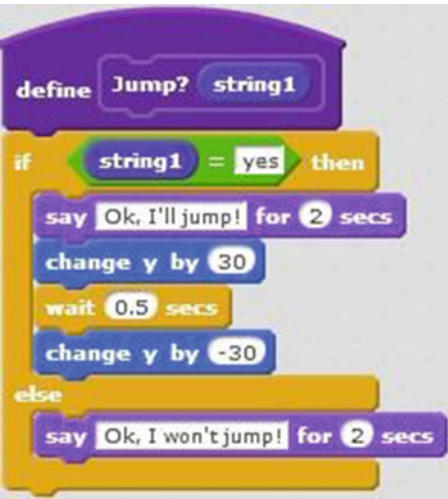 define Jump? string1
if string1 = yes then
say Ok, I'll jump! for 2 secs
change y by 30
wait 0.5 secs
change y by -30
else
say Ok, I won't jump! for 2 secs